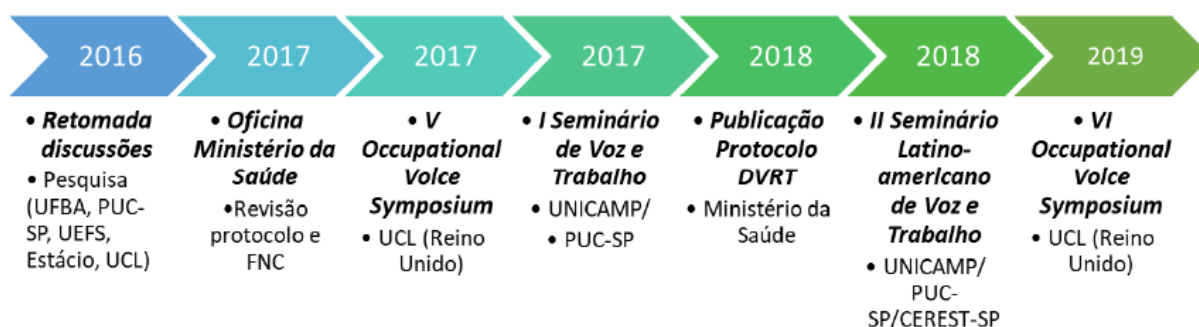 2016
2017
2017
2017
2018
2018
2019
• Retomada
discussões
• Pesquisa
(UFBA, PUC-
SP, UEFS,
Estácio, UCL)
• Oficina
Ministério da
Saúde
•Revisão
protocolo e
FNC
• V
Occupational
Volce
Symposium
• UCL (Reino
Unido)
• I Seminário
de Voz e
Trabalho
• UNICAMP/
• PUC-SP
• Publicação
Protocolo
DVRT
• Ministério da
Saúde
• II Seminário
Latino-
americano
de Voz e
Trabalho
• UNICAMP/
PUC-
SP/CEREST-SP
• VI
Occupational
Volce
Symposium
• UCL (Reino
Unido)